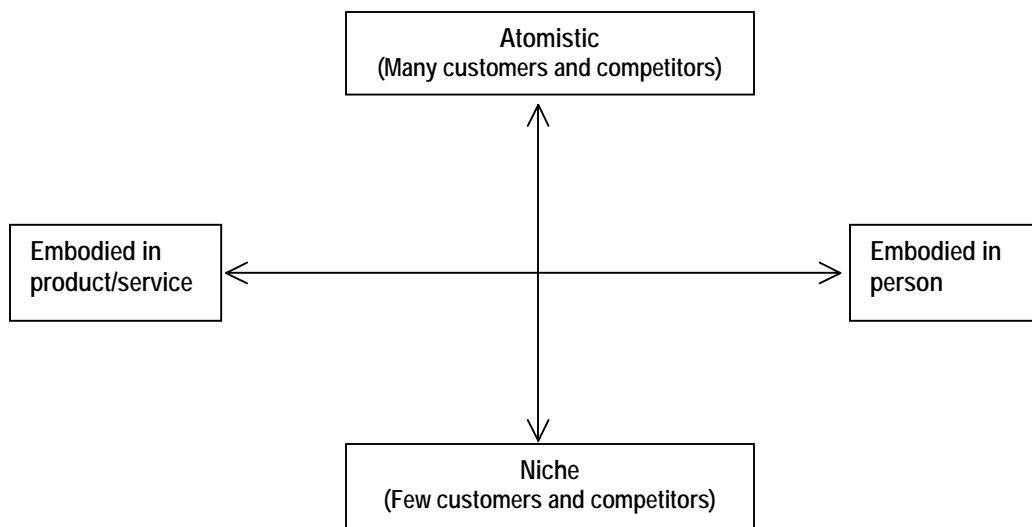 Atomistic
(Many customers and competitors)
Embodied in
product/service
Embodied in
person
Niche
(Few customers and competitors)